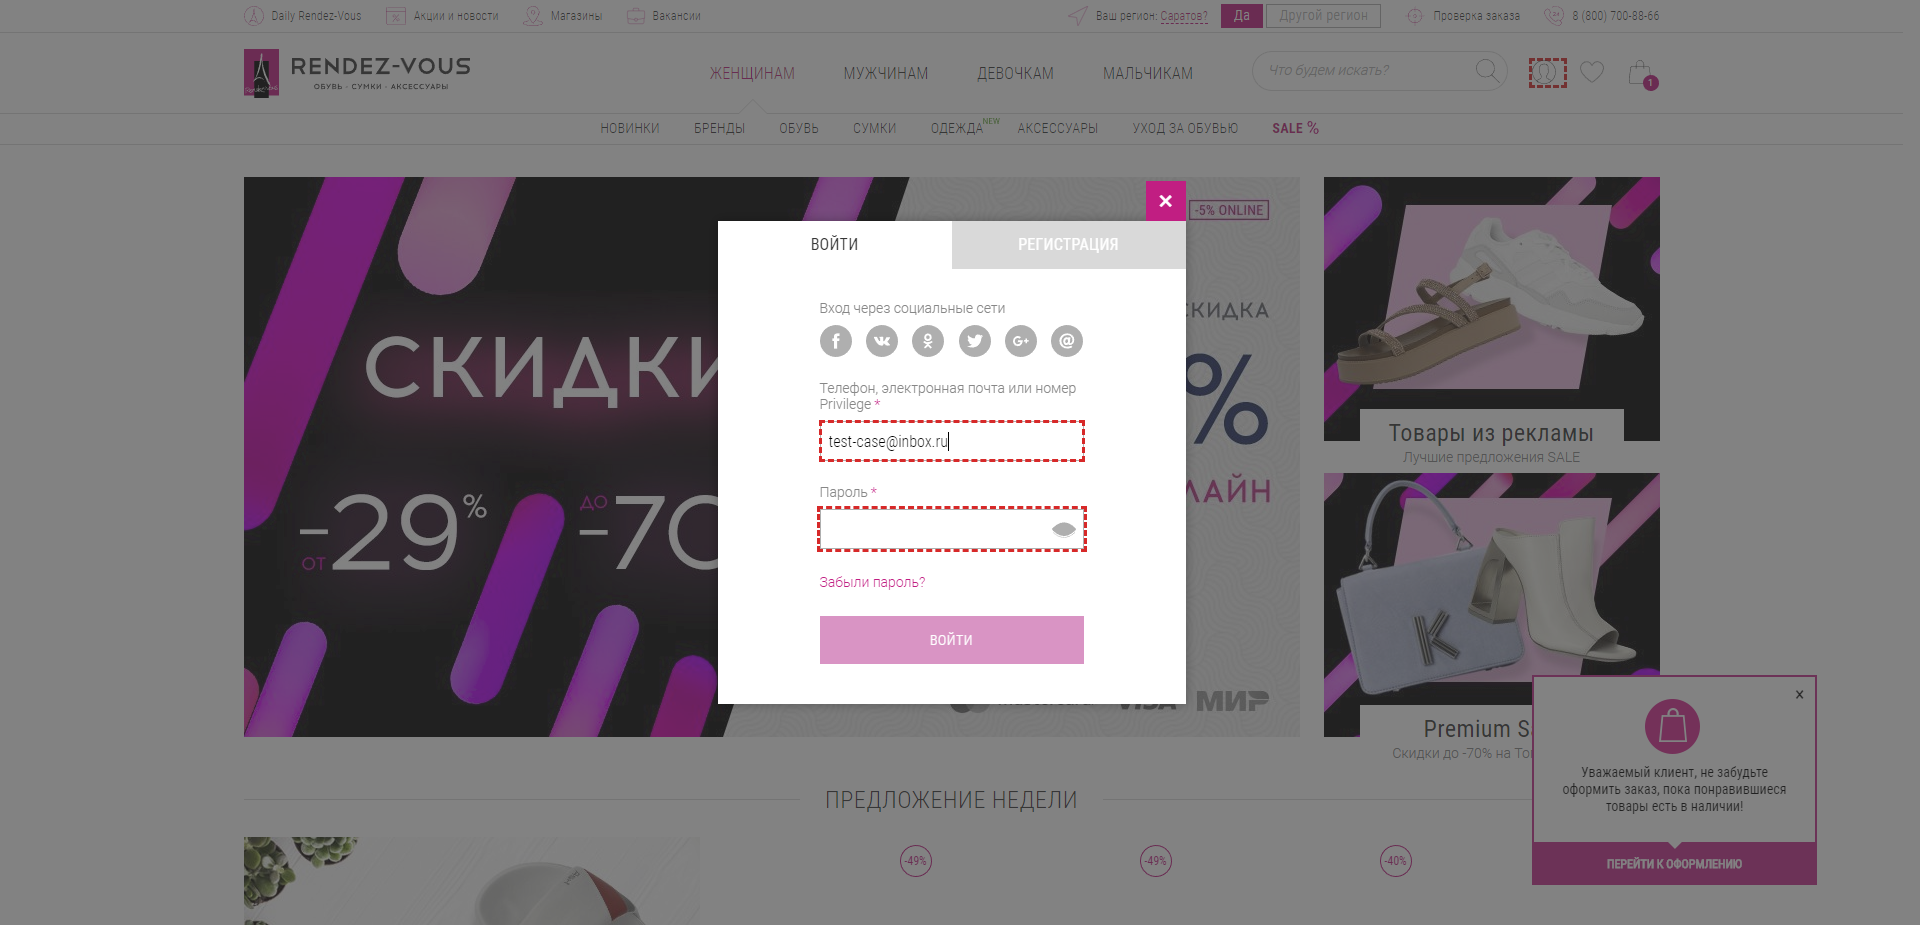 Daily Rendez-Vous
Акции и новости
Магазины
Вакансии
Ваш регион: Саратов?
Да
Другой регион
Проверка заказа
8 (800) 700-88-66
RENDEZ-VOUS
ОБУВЬ · СУМКИ · АКСЕССУАРЫ
ЖЕНЩИНАМ
МУЖЧИНАМ
ДЕВОЧКАМ
МАЛЬЧИКАМ
Что будем искать?
1
НОВИНКИ
БРЕНДЫ
ОБУВЬ
СУМКИ
ОДЕЖДА NEW
АКСЕССУАРЫ
УХОД ЗА ОБУВЬЮ
SALE %
-5% ONLINE
×
ВОЙТИ
РЕГИСТРАЦИЯ
Вход через социальные сети
Телефон, электронная почта или номер
Privilege *
test-case@inbox.ru
Пароль *
Забыли пароль?
ВОЙТИ
СКИДКИ
ОТ -29%
ДО -70
СКИДКА
%
ЛАЙН
VISA
МИР
Товары из рекламы
Лучшие предложения SALE
K
Premium S
Скидки до -70% на То
x
Уважаемый клиент, не забудьте
оформить заказ, пока понравившиеся
товары есть в наличии!
ПЕРЕЙТИ К ОФОРМЛЕНИЮ
ПРЕДЛОЖЕНИЕ НЕДЕЛИ
-49%
-49%
-40%